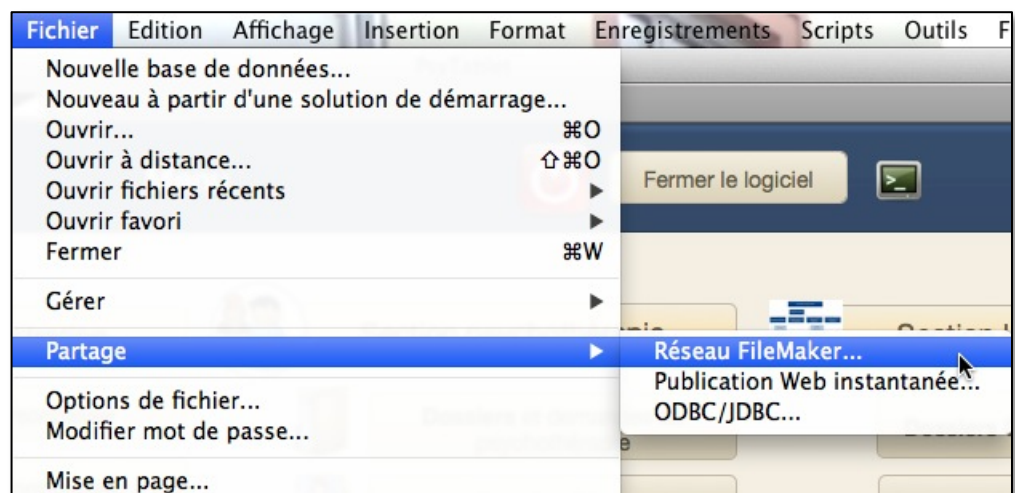 Fichier Edition Affichage Insertion Format Enregistrements Scripts Outils F
Nouvelle base de données...
Nouveau à partir d'une solution de démarrage...
Ouvrir... ⌘O
Ouvrir à distance... ⇧⌘O
Ouvrir fichiers récents ▶
Ouvrir favori ▶
Fermer ⌘W
Gérer ▶
Partage ▶
Options de fichier...
Modifier mot de passe...
Mise en page...
Fermer le logiciel
Réseau FileMaker...
Publication Web instantanée...
ODBC/JDBC...